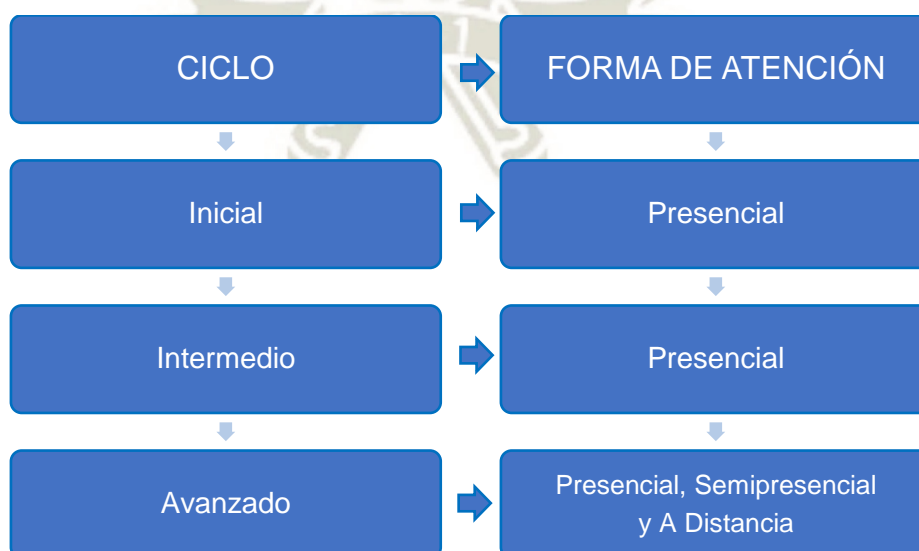 CICLO
FORMA DE ATENCIÓN
Inicial
Presencial
Intermedio
Presencial
Avanzado
Presencial, Semipresencial
y A Distancia